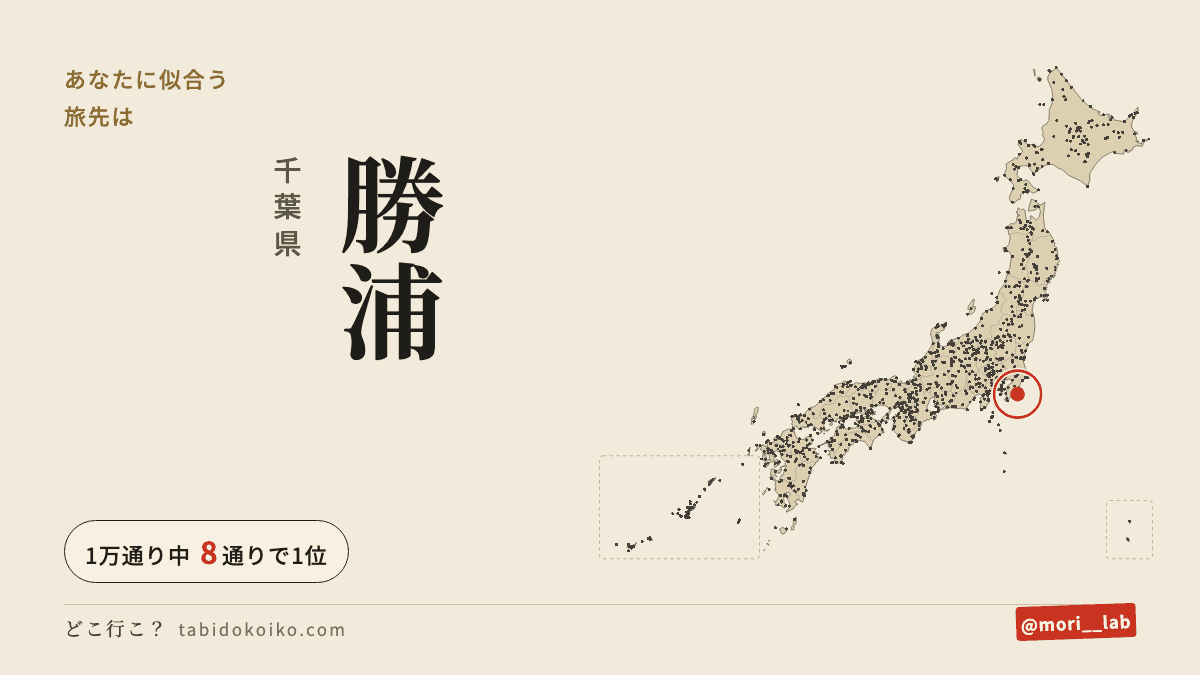 あなたに似合う
旅先は
勝浦
千葉県
1万通り中 8通りで1位
どこ行こ? tabidokoiko.com
@mori__lab